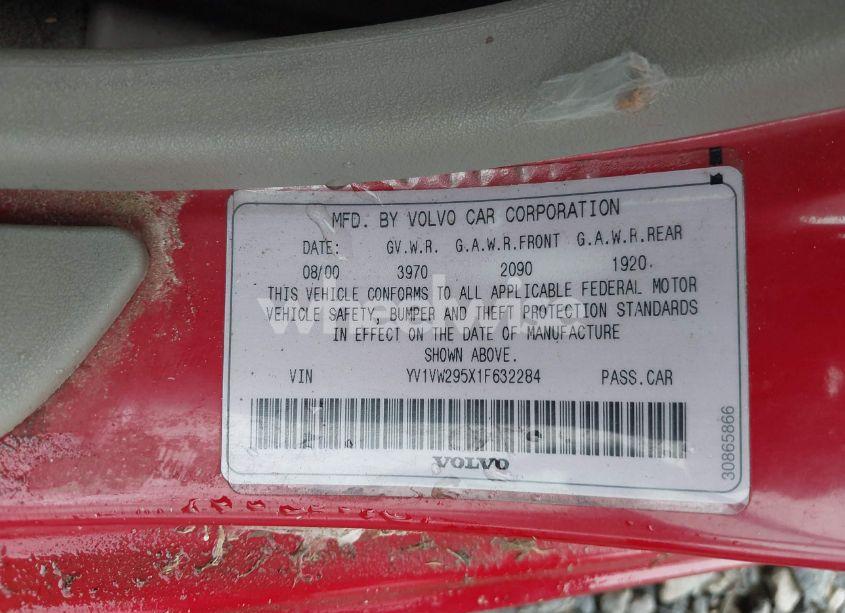 MFD. BY VOLVO CAR CORPORATION
DATE: GV.W.R. G.A.W.R.FRONT G.A.W.R.REAR
08/00 3970 2090 1920
THIS VEHICLE CONFORMS TO ALL APPLICABLE FEDERAL MOTOR
VEHICLE SAFETY, BUMPER AND THEFT PROTECTION STANDARDS
IN EFFECT ON THE DATE OF MANUFACTURE
SHOWN ABOVE.
VIN YV1VW295X1F632284 PASS.CAR
VOLVO
30865866